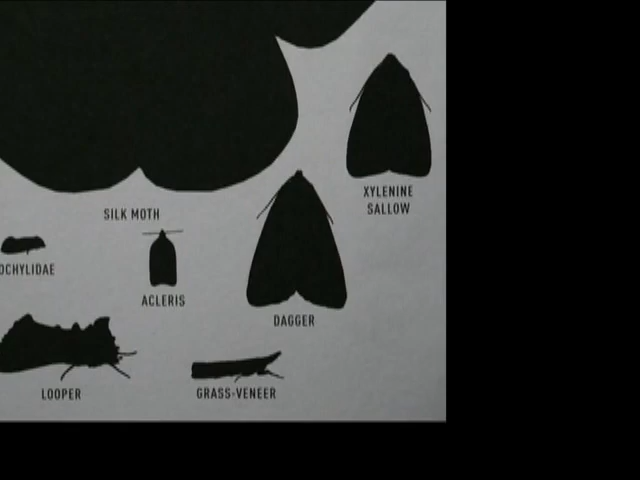 XYLENINE
SALLOW
SILK MOTH
OCHYLIDAE
ACLERIS
DAGGER
LOOPER
GRASS-VENEER